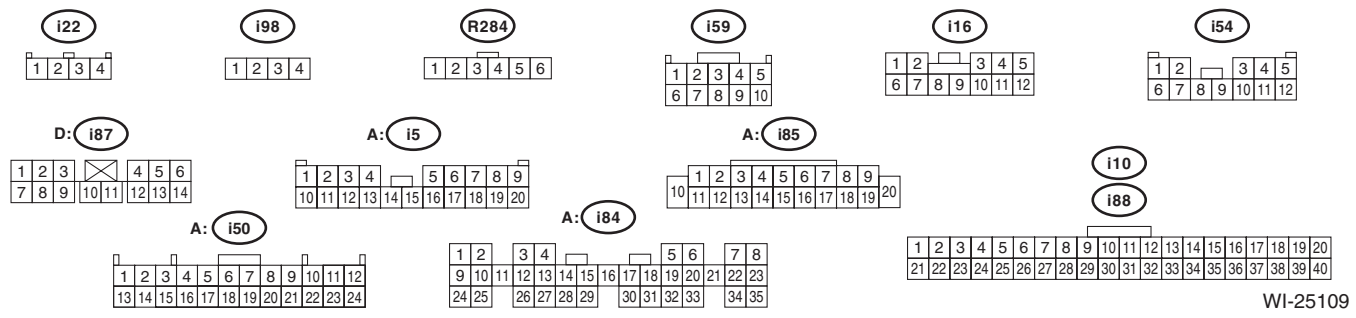 i22 i98 R284 i59 i16 i54
1 2 3 4 1 2 3 4 1 2 3 4 5 6 1 2 3 4 5 1 2 3 4 5 1 2 3 4 5
6 7 8 9 10 6 7 8 9 10 11 12 6 7 8 9 10 11 12
D: i87 A: i5 A: i85 i10
1 2 3 4 5 6 1 2 3 4 5 6 7 8 9 1 2 3 4 5 6 7 8 9
7 8 9 10 11 12 13 14 10 11 12 13 14 15 16 17 18 19 20 10 11 12 13 14 15 16 17 18 19 20
i88
A: i50 A: i84
1 2 3 4 5 6 7 8 9 10 11 12 1 2 3 4 5 6 7 8 1 2 3 4 5 6 7 8 9 10 11 12 13 14 15 16 17 18 19 20
13 14 15 16 17 18 19 20 21 22 23 24 9 10 11 12 13 14 15 16 17 18 19 20 21 22 23 21 22 23 24 25 26 27 28 29 30 31 32 33 34 35 36 37 38 39 40
24 25 26 27 28 29 30 31 32 33 34 35
WI-25109